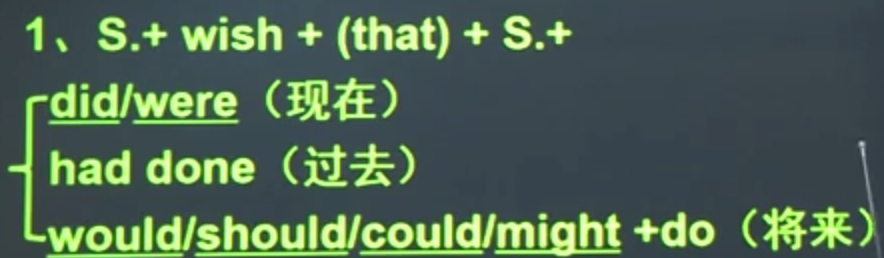 1、S.+ wish + (that) + S.+
did/were（现在）
had done（过去）
would/should/could/might +do（将来）